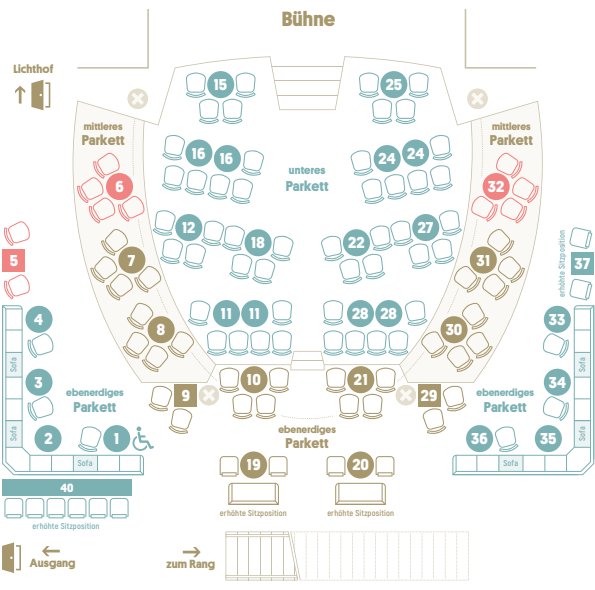 Bühne
Lichthof
15
25
mittleres
Parkett
mittleres
Parkett
16
16
24
24
unteres
Parkett
6
32
12
18
22
27
5
7
31
erhöhte Sitzposition
37
4
8
11
11
28
28
30
33
Sofa
Sofa
3
10
21
34
ebenerdiges
Parkett
9
29
ebenerdiges
Parkett
Sofa
Sofa
2
1
ebenerdiges
Parkett
36
35
Sofa
19
20
Sofa
40
erhöhte Sitzposition
erhöhte Sitzposition
erhöhte Sitzposition
Ausgang
zum Rang